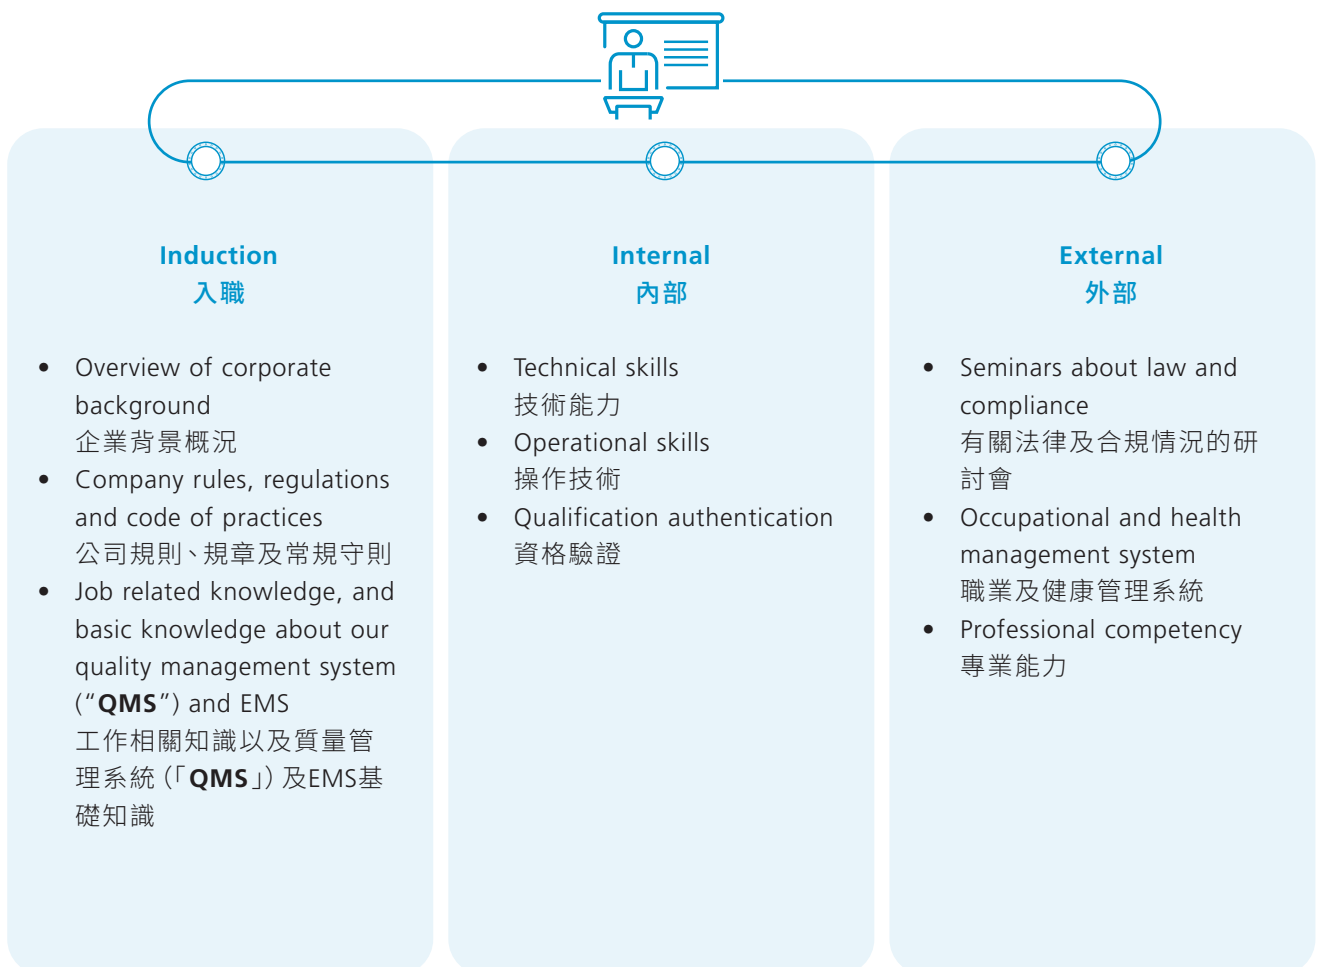 Induction
入職
• Overview of corporate
background
企業背景概況
• Company rules, regulations
and code of practices
公司規則、規章及常規守則
• Job related knowledge, and
basic knowledge about our
quality management system
(“QMS”) and EMS
工作相關知識以及質量管
理系統（「QMS」）及EMS基
礎知識
Internal
內部
• Technical skills
技術能力
• Operational skills
操作技術
• Qualification authentication
資格驗證
External
外部
• Seminars about law and
compliance
有關法律及合規情況的研
討會
• Occupational and health
management system
職業及健康管理系統
• Professional competency
專業能力